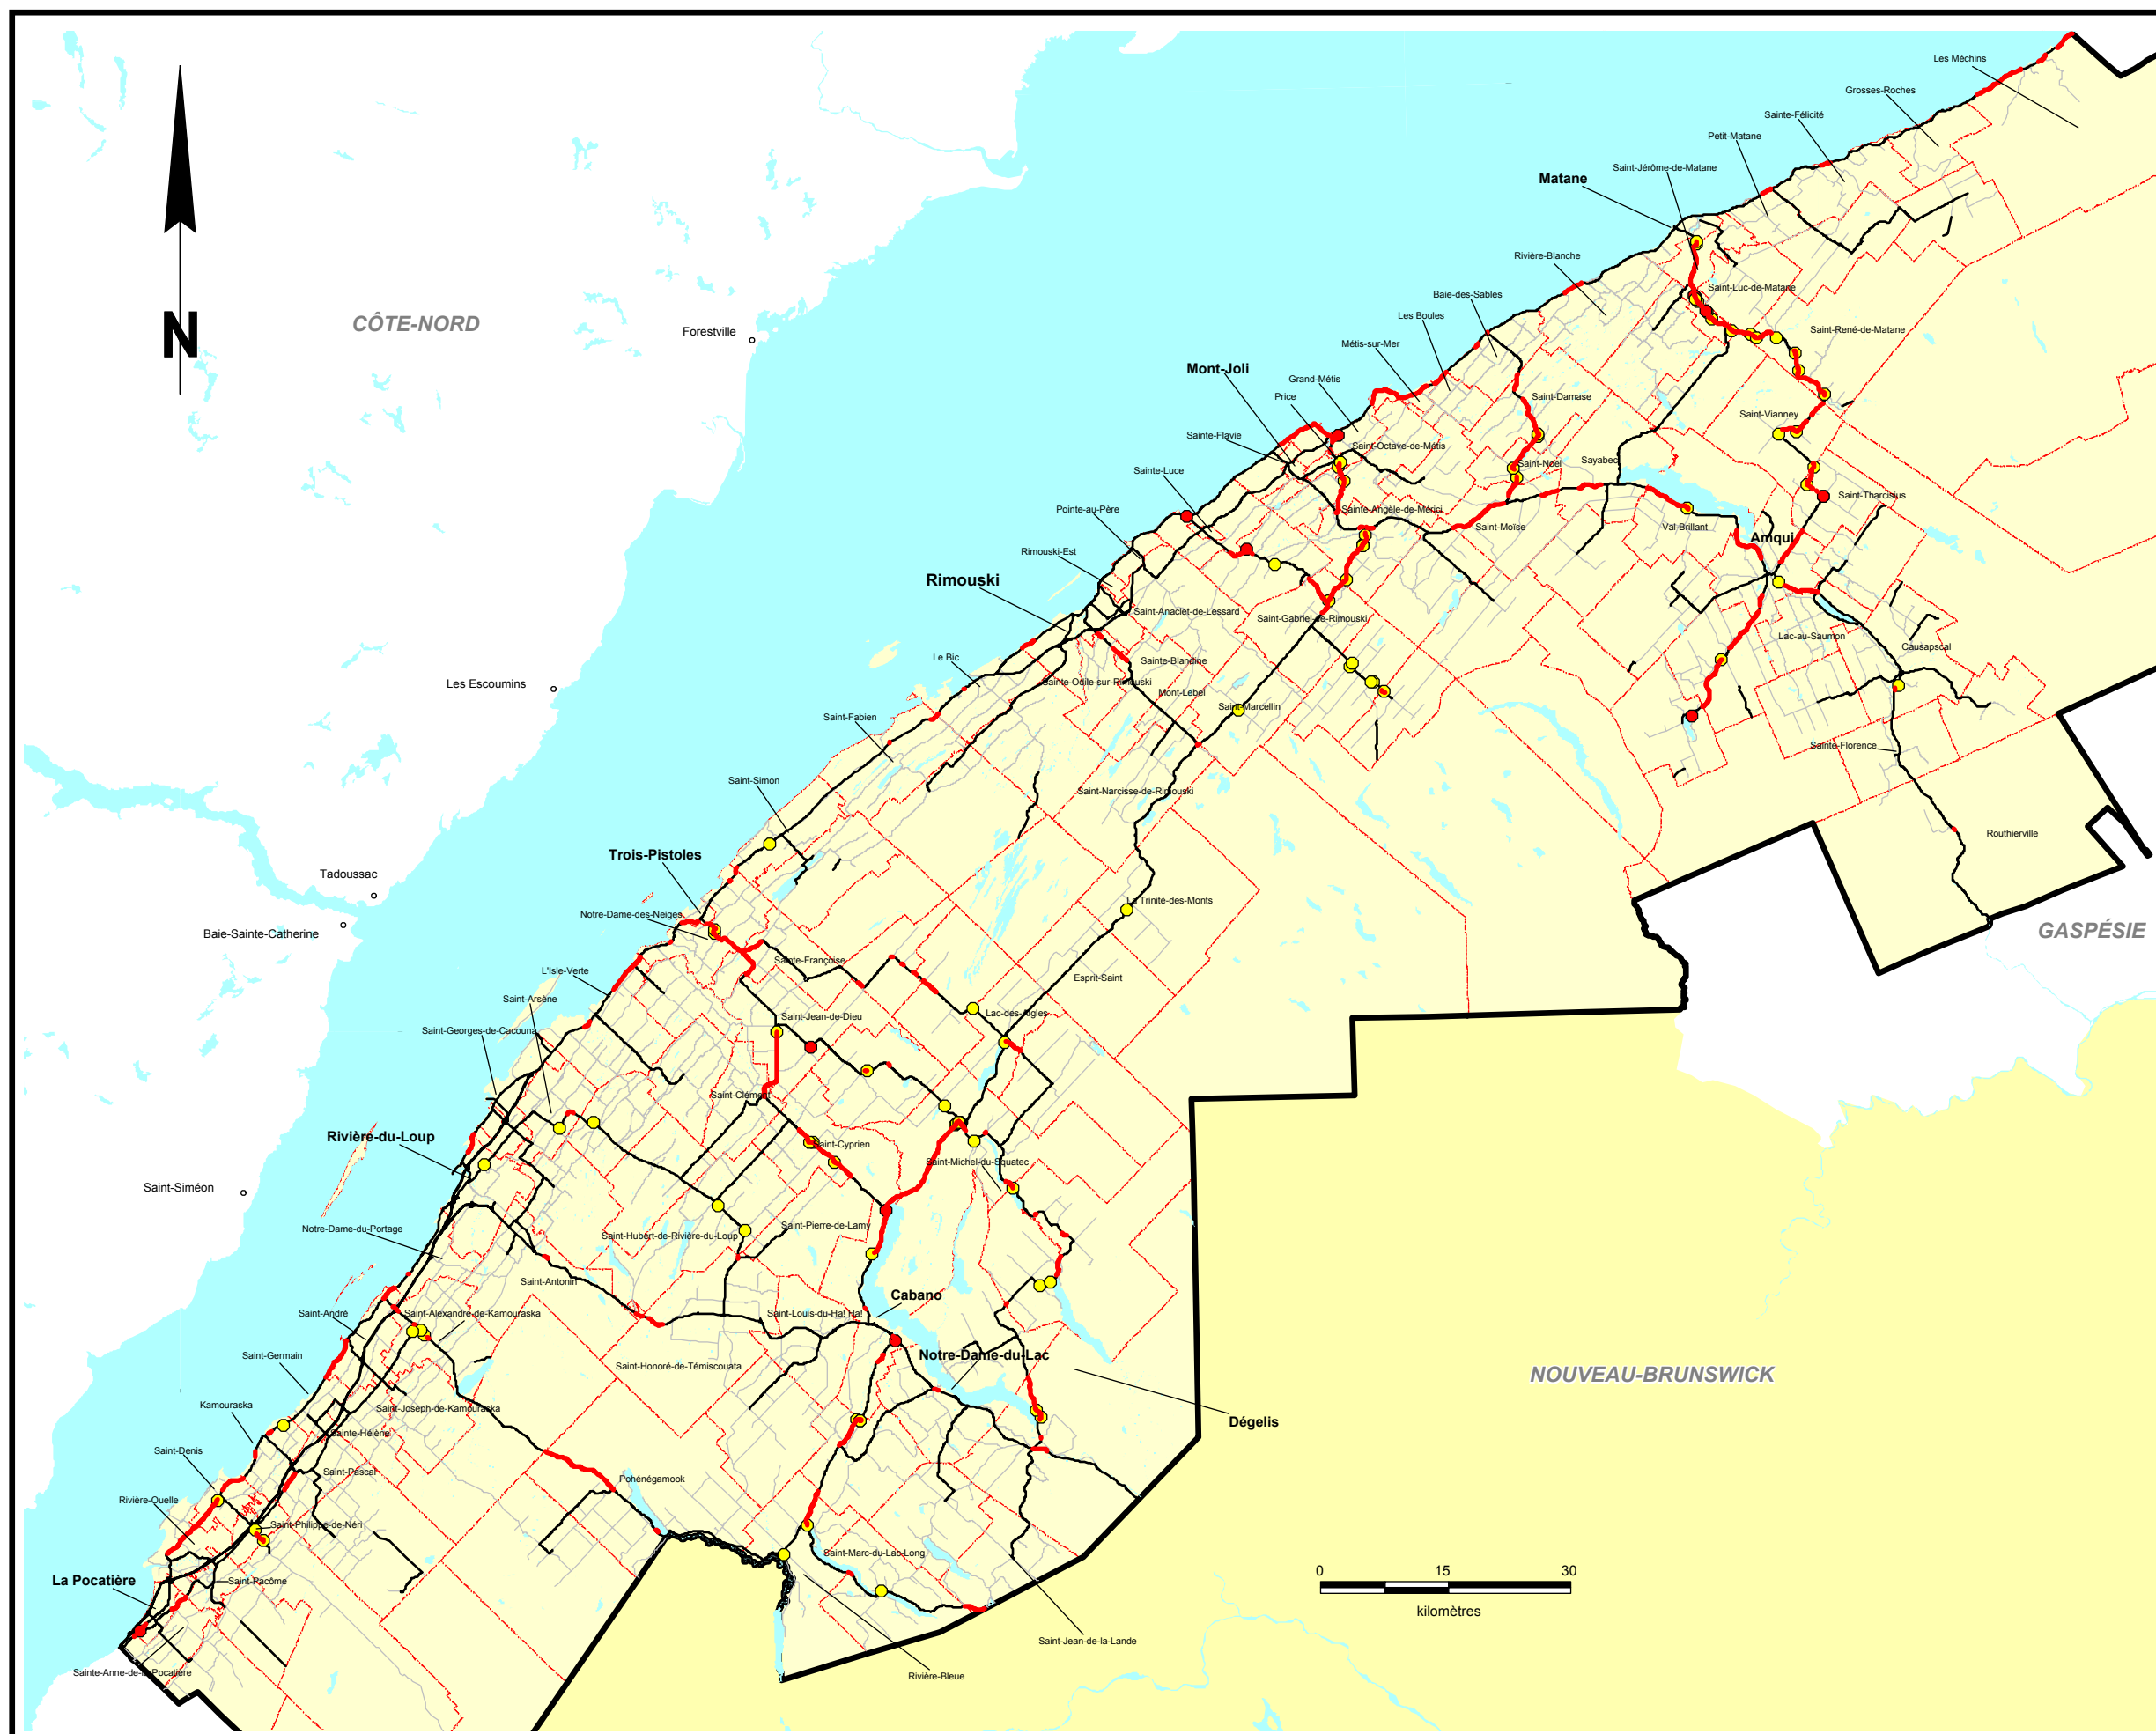 Les Méchins
Grosses-Roches
Sainte-Félicité
Petit-Matane
Saint-Jérôme-de-Matane
Matane
Rivière-Blanche
Saint-Luc-de-Matane
Baie-des-Sables
Les Boules
Saint-René-de-Matane
CÔTE-NORD
N
Forestville
Métis-sur-Mer
Mont-Joli
Grand-Métis
Price
Saint-Damase
Saint-Vianney
Sainte-Flavie
Saint-Octave-de-Métis
Sainte-Luce
Saint-Noël
Sayabec
Saint-Tharcisius
Pointe-au-Père
Sainte-Angèle-de-Mérici
Saint-Moïse
Val-Brillant
Amqui
Rimouski-Est
Rimouski
Saint-Anaclet-de-Lessard
Saint-Gabriel-de-Rimouski
Lac-au-Saumon
Causapscal
Le Bic
Sainte-Blandine
Les Escoumins
Sainte-Odile-sur-Rimouski
Mont-Lebel
Saint-Marcellin
Saint-Fabien
Sainte-Florence
Saint-Simon
Saint-Narcisse-de-Rimouski
Routhierville
Trois-Pistoles
Tadoussac
La Trinité-des-Monts
Notre-Dame-des-Neiges
Baie-Sainte-Catherine
GASPÉSIE
Sainte-Françoise
L'Isle-Verte
Esprit-Saint
Saint-Arsène
Saint-Jean-de-Dieu
Lac-des-Aigles
Saint-Georges-de-Cacouna
Saint-Clément
Rivière-du-Loup
Saint-Cyprien
Saint-Michel-du-Squatec
Saint-Siméon
Notre-Dame-du-Portage
Saint-Pierre-de-Lamy
Saint-Hubert-de-Rivière-du-Loup
Saint-Antonin
Cabano
Saint-André
Saint-Alexandre-de-Kamouraska
Saint-Louis-du-Ha! Ha!
Saint-Germain
Notre-Dame-du-Lac
Saint-Honoré-de-Témiscouata
NOUVEAU-BRUNSWICK
Kamouraska
Saint-Joseph-de-Kamouraska
Dégelis
Sainte-Hélène
Saint-Denis
Saint-Pascal
Pohénégamook
Rivière-Ouelle
Saint-Philippe-de-Néri
Saint-Marc-du-Lac-Long
La Pocatière
Saint-Pacôme
0 15 30
kilomètres
Saint-Jean-de-la-Lande
Sainte-Anne-de-la-Pocatière
Rivière-Bleue